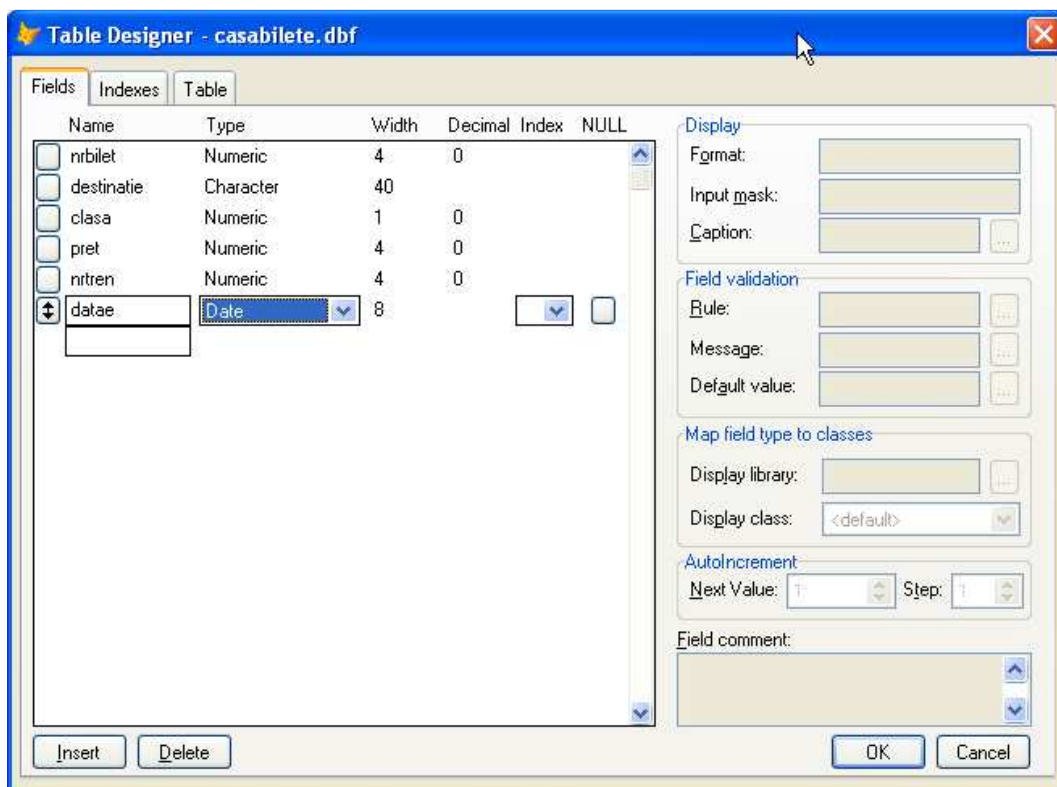 Table Designer - casabilete.dbf
Fields Indexes Table
Name Type Width Decimal Index NULL
nrbilet Numeric 4 0
destinatie Character 40
clasa Numeric 1 0
pret Numeric 4 0
nrtren Numeric 4 0
datae Date 8
Display
Format:
Input mask:
Caption: ...
Field validation
Rule: ...
Message: ...
Default value: ...
Map field type to classes
Display library: ...
Display class: <default>
AutoIncrement
Next Value: 1 Step: 1
Field comment:
Insert Delete OK Cancel